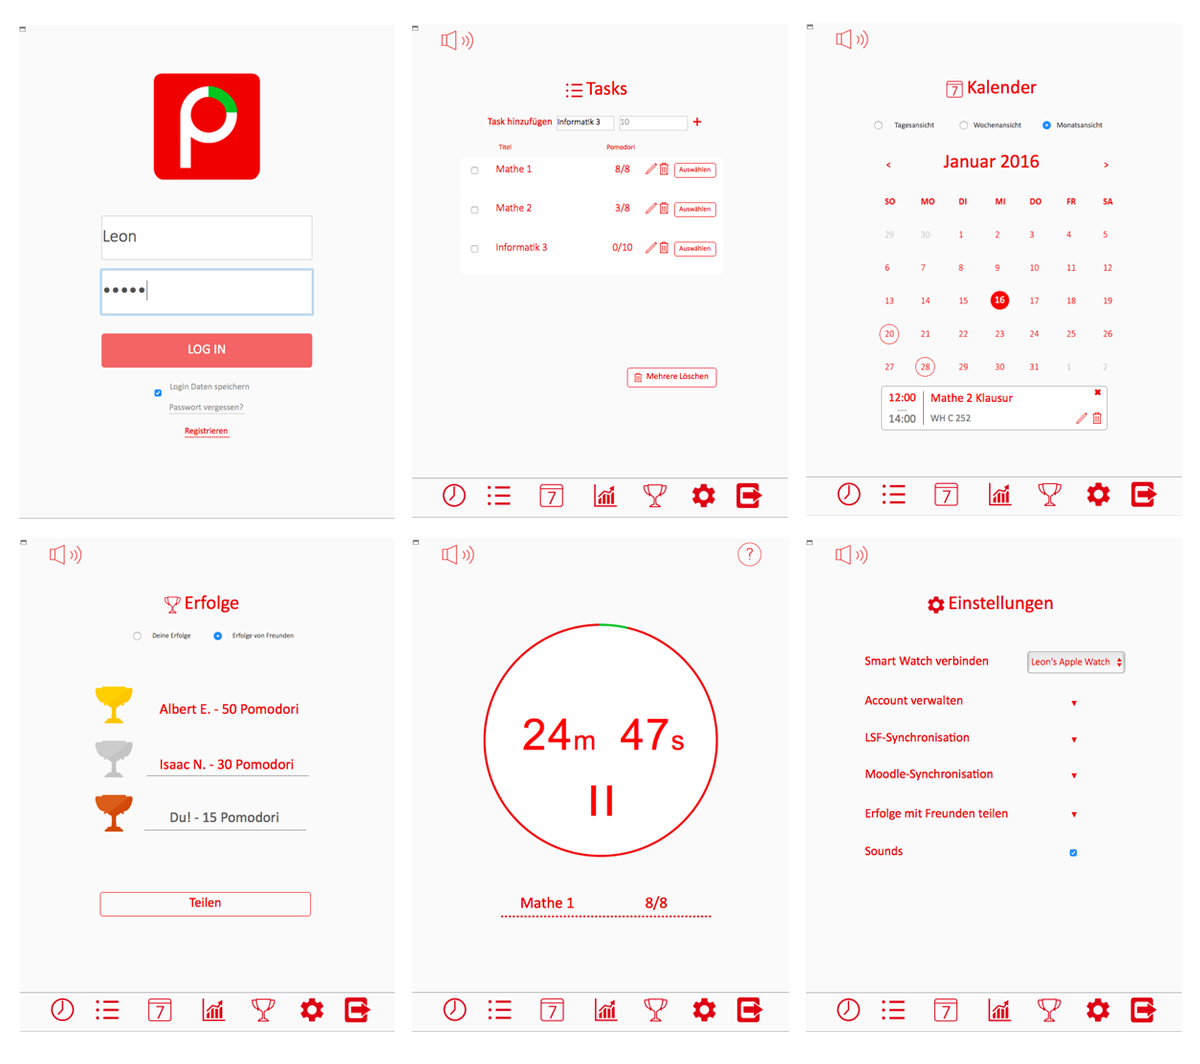 P
Leon
•••••
LOG IN
Login Daten speichern
Passwort vergessen?
Registrieren
Tasks
Task hinzufügen Informatik 3 10 +
Titel Pomodori
Mathe 1 8/8 Auswählen
Mathe 2 3/8 Auswählen
Informatik 3 0/10 Auswählen
Mehrere Löschen
7
7 Kalender
Tagesansicht Wochenansicht Monatsansicht
< Januar 2016 >
SO MO DI MI DO FR SA
29 30 1 2 3 4 5
6 7 8 9 10 11 12
13 14 15 16 17 18 19
20 21 22 23 24 25 26
27 28 29 30 31 1 2
12:00 Mathe 2 Klausur
14:00 WH C 252
7
Erfolge
Deine Erfolge Erfolge von Freunden
Albert E. - 50 Pomodori
Isaac N. - 30 Pomodori
Du! - 15 Pomodori
Teilen
7
?
24m 47s
Mathe 1 8/8
7
Einstellungen
Smart Watch verbinden Leon's Apple Watch
Account verwalten
LSF-Synchronisation
Moodle-Synchronisation
Erfolge mit Freunden teilen
Sounds
7